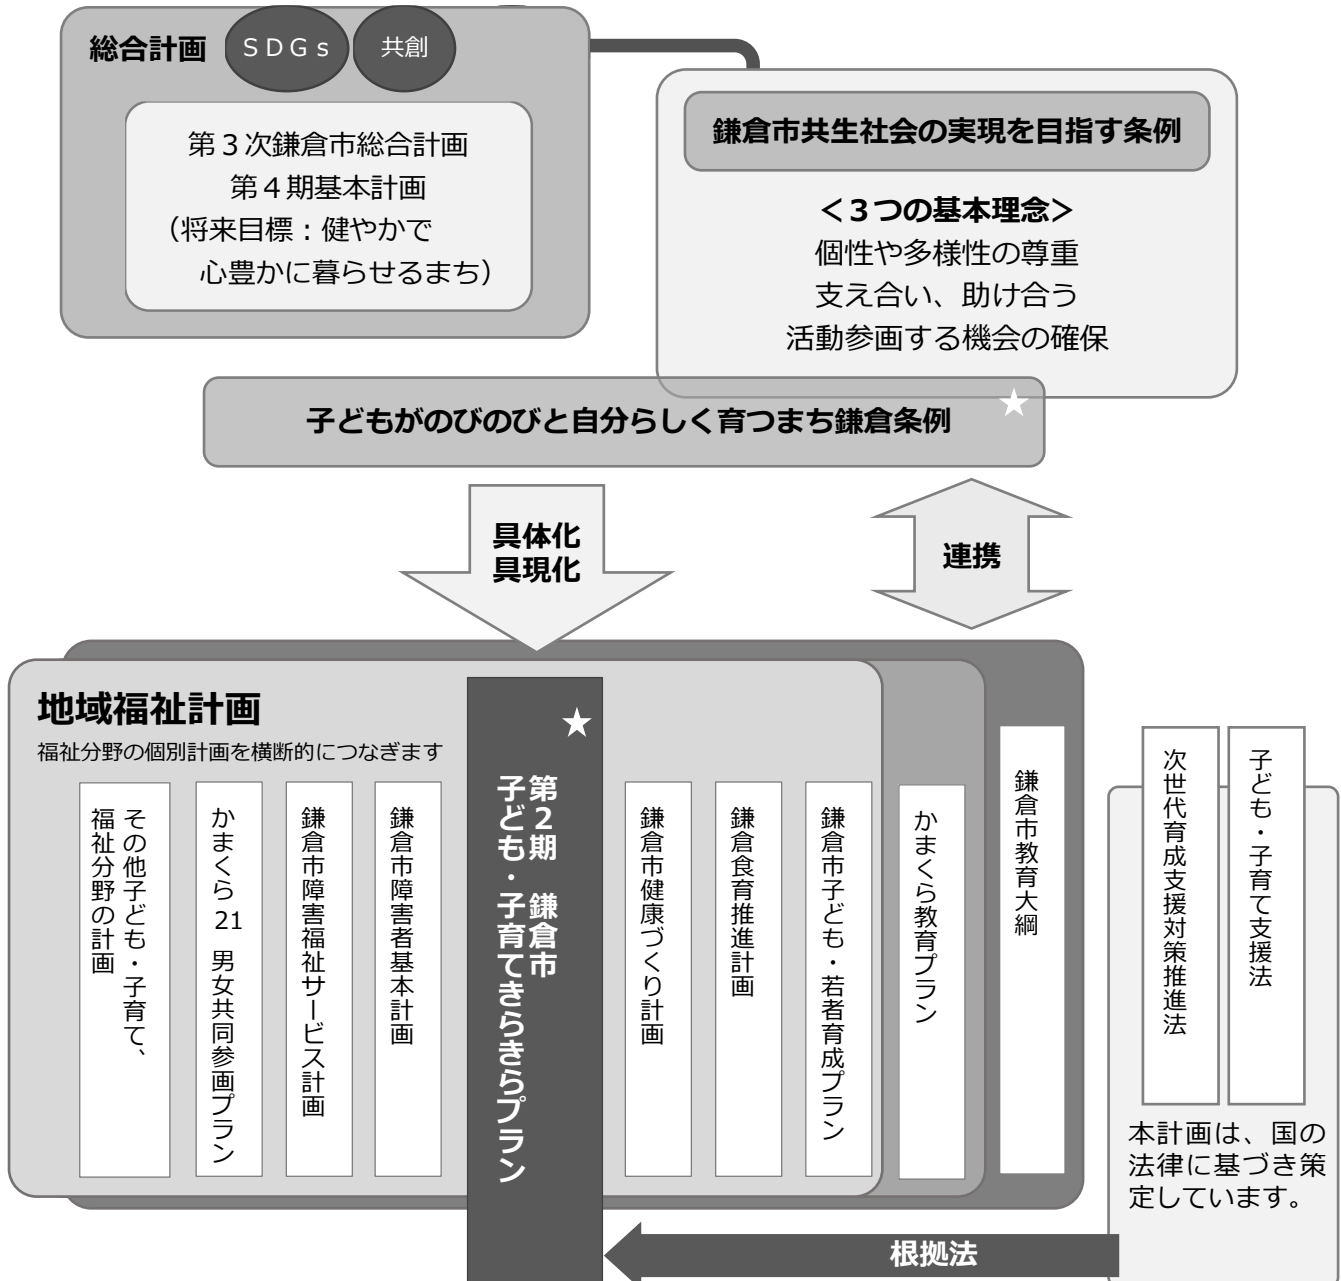 総合計画
ＳＤＧｓ
共創
第３次鎌倉市総合計画
第４期基本計画
（将来目標：健やかで
心豊かに暮らせるまち）
鎌倉市共生社会の実現を目指す条例
＜３つの基本理念＞
個性や多様性の尊重
支え合い、助け合う
活動参画する機会の確保
子どもがのびのびと自分らしく育つまち鎌倉条例
★
具体化
具現化
連携
地域福祉計画
福祉分野の個別計画を横断的につなぎます
その他子ども・子育て、
福祉分野の計画
かまくら 21 男女共同参画プラン
鎌倉市障害福祉サービス計画
鎌倉市障害者基本計画
★
第２期　鎌倉市
子ども・子育てきらきらプラン
鎌倉市健康づくり計画
鎌倉食育推進計画
鎌倉市子ども・若者育成プラン
かまくら教育プラン
鎌倉市教育大綱
次世代育成支援対策推進法
子ども・子育て支援法
本計画は、国の
法律に基づき策
定しています。
根拠法